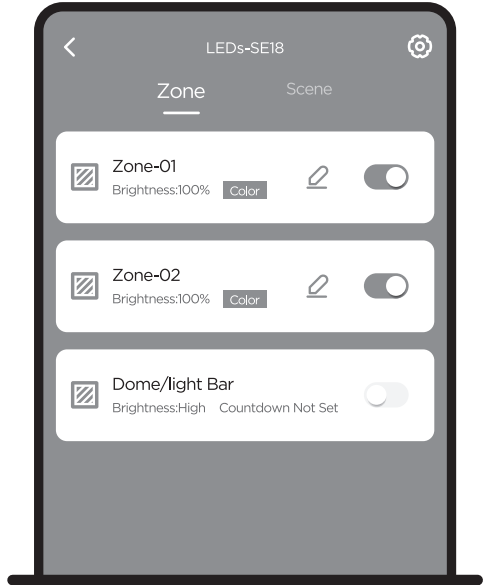 LEDs-SE18
Zone Scene
Zone-01
Brightness:100% Color
Zone-02
Brightness:100% Color
Dome/light Bar
Brightness:High Countdown Not Set